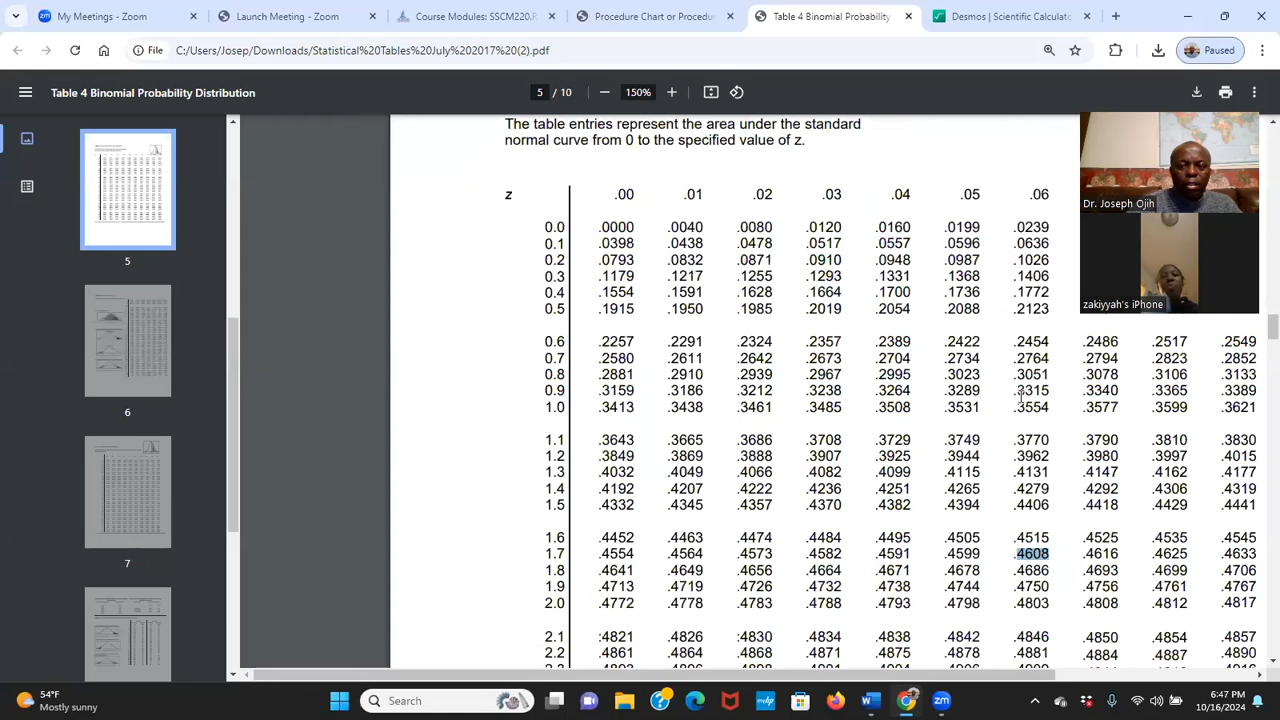 My Meetings - Zoom
Launch Meeting - Zoom
Course Modules: SSCM220.R
Procedure Chart or Procedu
Table 4 Binomial Probability
Desmos | Scientific Calculato
File
C:/Users/Josep/Downloads/Statistical%20Tables%20July%202017%20(2).pdf
Paused
Table 4 Binomial Probability Distribution
5 / 10
150%
The table entries represent the area under the standard
normal curve from 0 to the specified value of z.
z .00 .01 .02 .03 .04 .05 .06
0.0 .0000 .0040 .0080 .0120 .0160 .0199 .0239
0.1 .0398 .0438 .0478 .0517 .0557 .0596 .0636
0.2 .0793 .0832 .0871 .0910 .0948 .0987 .1026
0.3 .1179 .1217 .1255 .1293 .1331 .1368 .1406
0.4 .1554 .1591 .1628 .1664 .1700 .1736 .1772
0.5 .1915 .1950 .1985 .2019 .2054 .2088 .2123
0.6 .2257 .2291 .2324 .2357 .2389 .2422 .2454 .2486 .2517 .2549
0.7 .2580 .2611 .2642 .2673 .2704 .2734 .2764 .2794 .2823 .2852
0.8 .2881 .2910 .2939 .2967 .2995 .3023 .3051 .3078 .3106 .3133
0.9 .3159 .3186 .3212 .3238 .3264 .3289 .3315 .3340 .3365 .3389
1.0 .3413 .3438 .3461 .3485 .3508 .3531 .3554 .3577 .3599 .3621
1.1 .3643 .3665 .3686 .3708 .3729 .3749 .3770 .3790 .3810 .3830
1.2 .3849 .3869 .3888 .3907 .3925 .3944 .3962 .3980 .3997 .4015
1.3 .4032 .4049 .4066 .4082 .4099 .4115 .4131 .4147 .4162 .4177
1.4 .4192 .4207 .4222 .4236 .4251 .4265 .4279 .4292 .4306 .4319
1.5 .4332 .4345 .4357 .4370 .4382 .4394 .4406 .4418 .4429 .4441
1.6 .4452 .4463 .4474 .4484 .4495 .4505 .4515 .4525 .4535 .4545
1.7 .4554 .4564 .4573 .4582 .4591 .4599 .4608 .4616 .4625 .4633
1.8 .4641 .4649 .4656 .4664 .4671 .4678 .4686 .4693 .4699 .4706
1.9 .4713 .4719 .4726 .4732 .4738 .4744 .4750 .4756 .4761 .4767
2.0 .4772 .4778 .4783 .4788 .4793 .4798 .4803 .4808 .4812 .4817
2.1 :4821 .4826 :4830 .4834 .4838 .4842 .4846 .4850 .4854 .4857
2.2 .4861 .4864 .4868 .4871 .4875 .4878 .4881 .4884 .4887 .4890
Dr. Joseph Ojih
zakiyyah's iPhone
5
6
7
54°F
Mostly sunny
Search
6:47 PM
10/16/2024